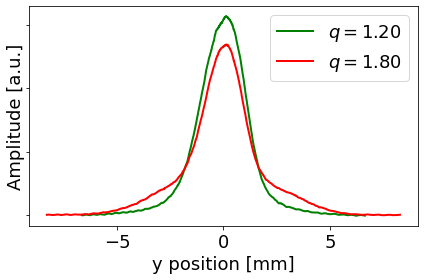 q = 1.20
q = 1.80
Amplitude [a.u.]
−5 0 5
y position [mm]